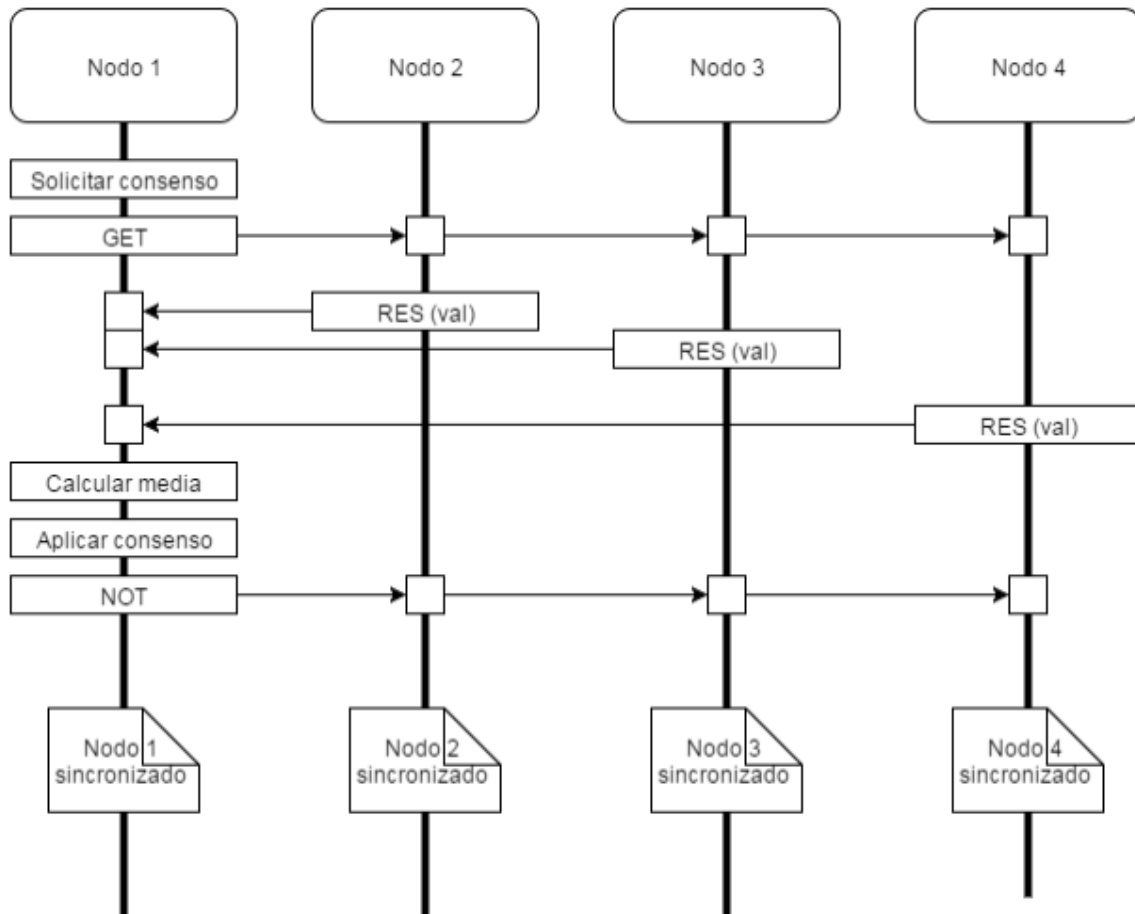 Nodo 1
Nodo 2
Nodo 3
Nodo 4
Solicitar consenso
GET
RES (val)
RES (val)
RES (val)
Calcular media
Aplicar consenso
NOT
Nodo 1
sincronizado
Nodo 2
sincronizado
Nodo 3
sincronizado
Nodo 4
sincronizado